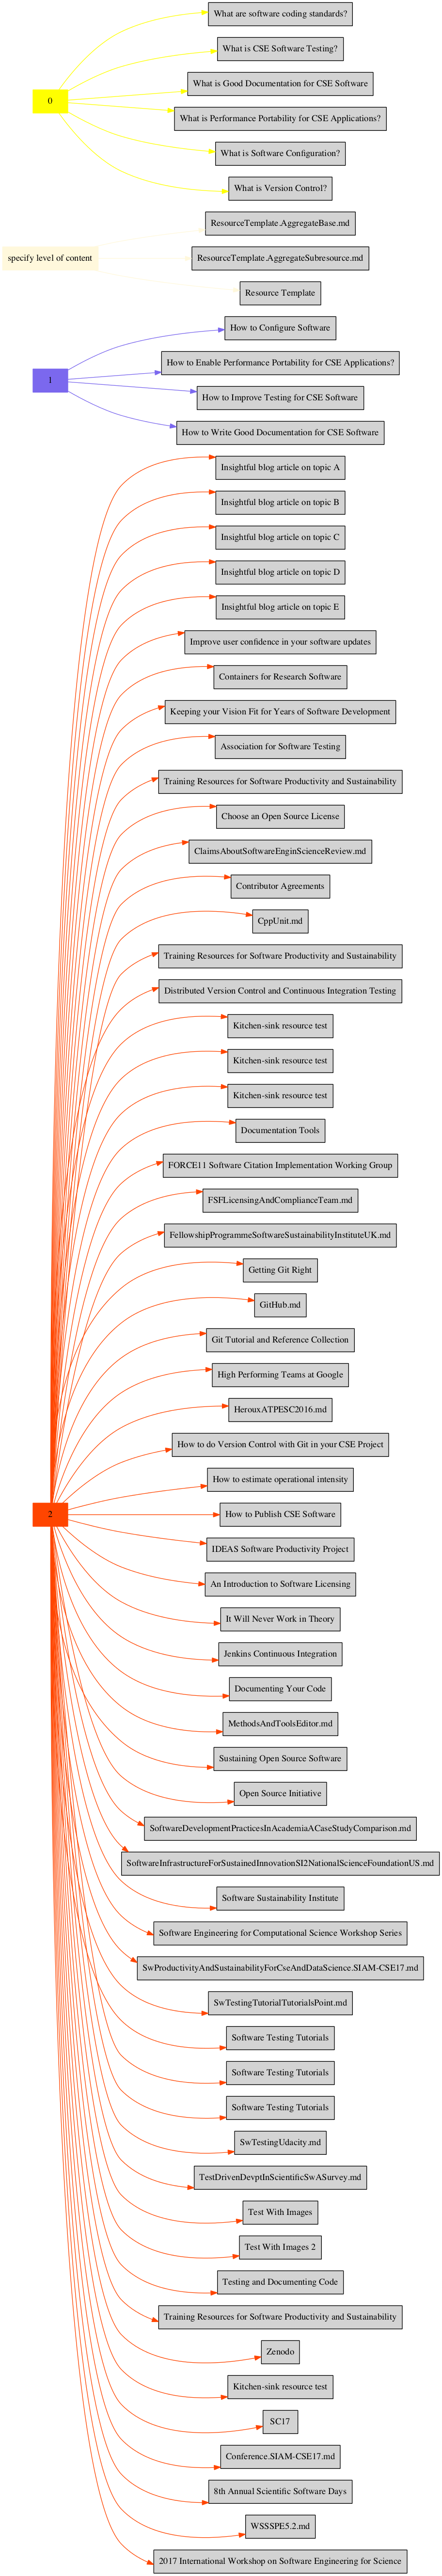 What are software coding standards?
What is CSE Software Testing?
What is Good Documentation for CSE Software
0
What is Performance Portability for CSE Applications?
What is Software Configuration?
What is Version Control?
ResourceTemplate.AggregateBase.md
specify level of content
ResourceTemplate.AggregateSubresource.md
Resource Template
How to Configure Software
How to Enable Performance Portability for CSE Applications?
1
How to Improve Testing for CSE Software
How to Write Good Documentation for CSE Software
Insightful blog article on topic A
Insightful blog article on topic B
Insightful blog article on topic C
Insightful blog article on topic D
Insightful blog article on topic E
Improve user confidence in your software updates
Containers for Research Software
Keeping your Vision Fit for Years of Software Development
Association for Software Testing
Training Resources for Software Productivity and Sustainability
Choose an Open Source License
ClaimsAboutSoftwareEnginScienceReview.md
Contributor Agreements
CppUnit.md
Training Resources for Software Productivity and Sustainability
Distributed Version Control and Continuous Integration Testing
Kitchen-sink resource test
Kitchen-sink resource test
Kitchen-sink resource test
Documentation Tools
FORCE11 Software Citation Implementation Working Group
FSFLicensingAndComplianceTeam.md
FellowshipProgrammeSoftwareSustainabilityInstituteUK.md
Getting Git Right
GitHub.md
Git Tutorial and Reference Collection
High Performing Teams at Google
HerouxATPESC2016.md
How to do Version Control with Git in your CSE Project
How to estimate operational intensity
2
How to Publish CSE Software
IDEAS Software Productivity Project
An Introduction to Software Licensing
It Will Never Work in Theory
Jenkins Continuous Integration
Documenting Your Code
MethodsAndToolsEditor.md
Sustaining Open Source Software
Open Source Initiative
SoftwareDevelopmentPracticesInAcademiaACaseStudyComparison.md
SoftwareInfrastructureForSustainedInnovationSI2NationalScienceFoundationUS.md
Software Sustainability Institute
Software Engineering for Computational Science Workshop Series
SwProductivityAndSustainabilityForCseAndDataScience.SIAM-CSE17.md
SwTestingTutorialTutorialsPoint.md
Software Testing Tutorials
Software Testing Tutorials
Software Testing Tutorials
SwTestingUdacity.md
TestDrivenDevptInScientificSwASurvey.md
Test With Images
Test With Images 2
Testing and Documenting Code
Training Resources for Software Productivity and Sustainability
Zenodo
Kitchen-sink resource test
SC17
Conference.SIAM-CSE17.md
8th Annual Scientific Software Days
WSSSPE5.2.md
2017 International Workshop on Software Engineering for Science